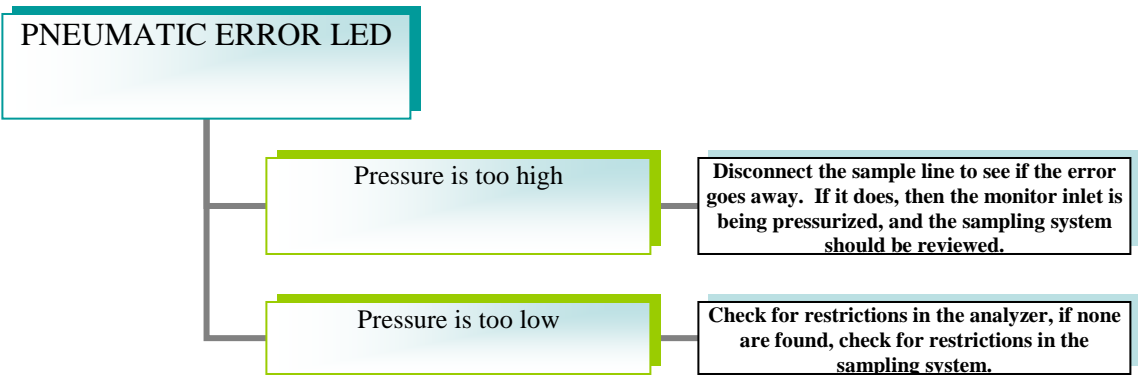 PNEUMATIC ERROR LED
Pressure is too high
Disconnect the sample line to see if the error
goes away.  If it does, then the monitor inlet is
being pressurized, and the sampling system
should be reviewed.
Pressure is too low
Check for restrictions in the analyzer, if none
are found, check for restrictions in the
sampling system.